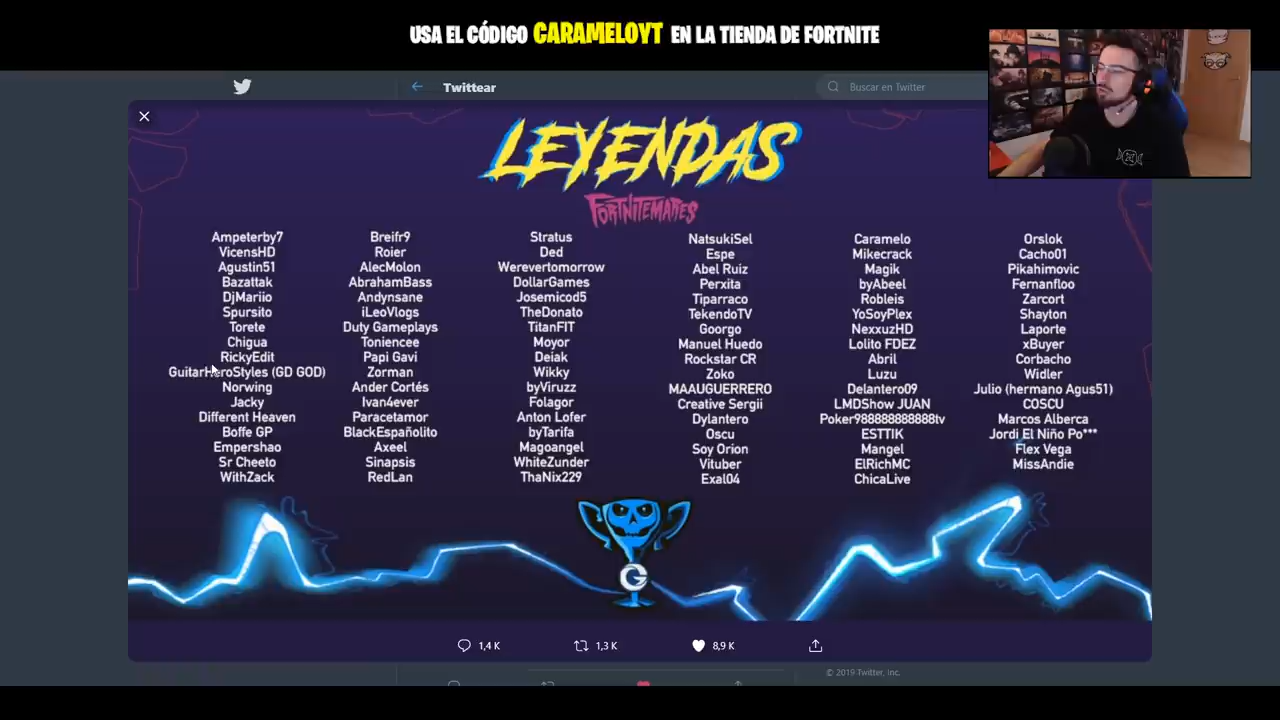 USA EL CÓDIGO CARAMELOYT EN LA TIENDA DE FORTNITE
Twittear
Buscar en Twitter
LEYENDAS
FORTNITEMARES
Ampeterby7
VicensHD
Agustin51
Bazattak
DjMariio
Spursito
Torete
Chigua
RickyEdit
GuitarHeroStyles (GD GOD)
Norwing
Jacky
Different Heaven
Boffe GP
Empershao
Sr Cheeto
WithZack
Breifr9
Roier
AlecMolon
AbrahamBass
Andynsane
iLeoVlogs
Duty Gameplays
Toniencee
Papi Gavi
Zorman
Ander Cortés
Ivan4ever
Paracetamor
BlackEspañolito
Axeel
Sinapsis
RedLan
Stratus
Ded
Werevertomorrow
DollarGames
Josemicod5
TheDonato
TitanFIT
Moyor
Deiak
Wikky
byViruzz
Folagor
Anton Lofer
byTarifa
Magoangel
WhiteZunder
ThaNix229
NatsukiSel
Espe
Abel Ruiz
Perxita
Tiparraco
TekendoTV
Goorgo
Manuel Huedo
Rockstar CR
Zoko
MAAUGUERRERO
Creative Sergii
Dylantero
Oscu
Soy Orion
Vituber
Exal04
Caramelo
Mikecrack
Magik
byAbeel
Robleis
YoSoyPlex
NexxuzHD
Lolito FDEZ
Abril
Luzu
Delantero09
LMDShow JUAN
Poker988888888888tv
ESTTIK
Mangel
ElRichMC
ChicaLive
Orslok
Cacho01
Pikahimovic
Fernanfloo
Zarcort
Shayton
Laporte
xBuyer
Corbacho
Widler
Julio (hermano Agus51)
COSCU
Marcos Alberca
Jordi El Niño Po***
Flex Vega
MissAndie
G
1,4 K
1,3 K
8,9 K
© 2019 Twitter, Inc.